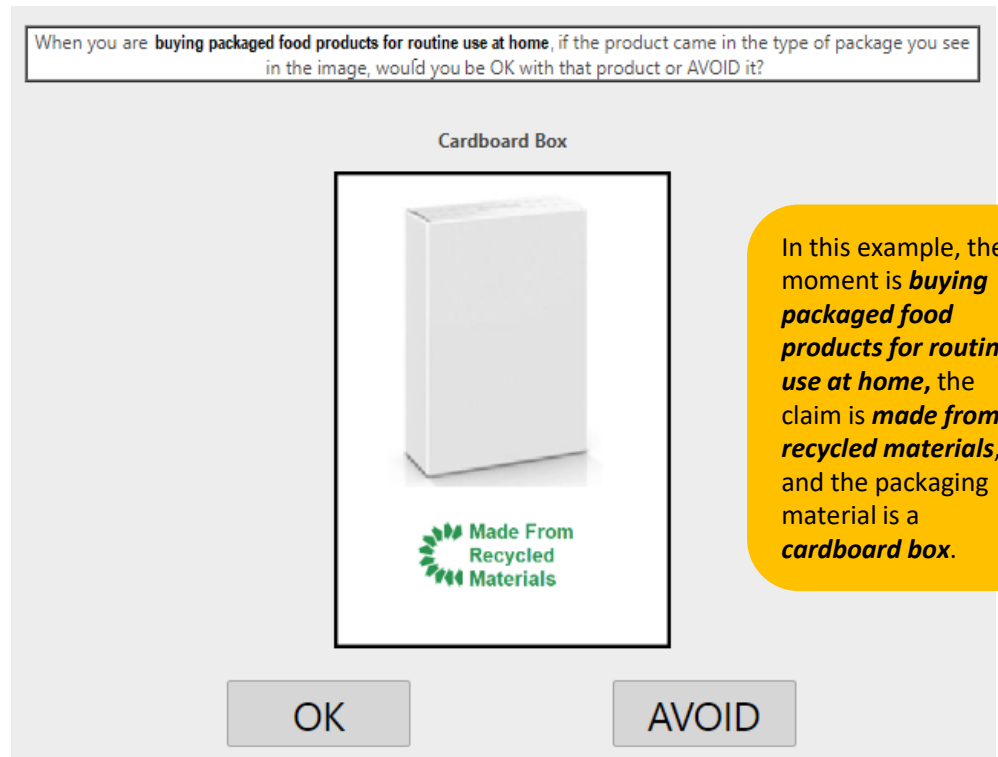 When you are buying packaged food products for routine use at home, if the product came in the type of package you see
in the image, would you be OK with that product or AVOID it?
Cardboard Box
Made From
Recycled
Materials
In this example, the
moment is buying
packaged food
products for routin
use at home, the
claim is made from
recycled materials,
and the packaging
material is a
cardboard box.
OK
AVOID